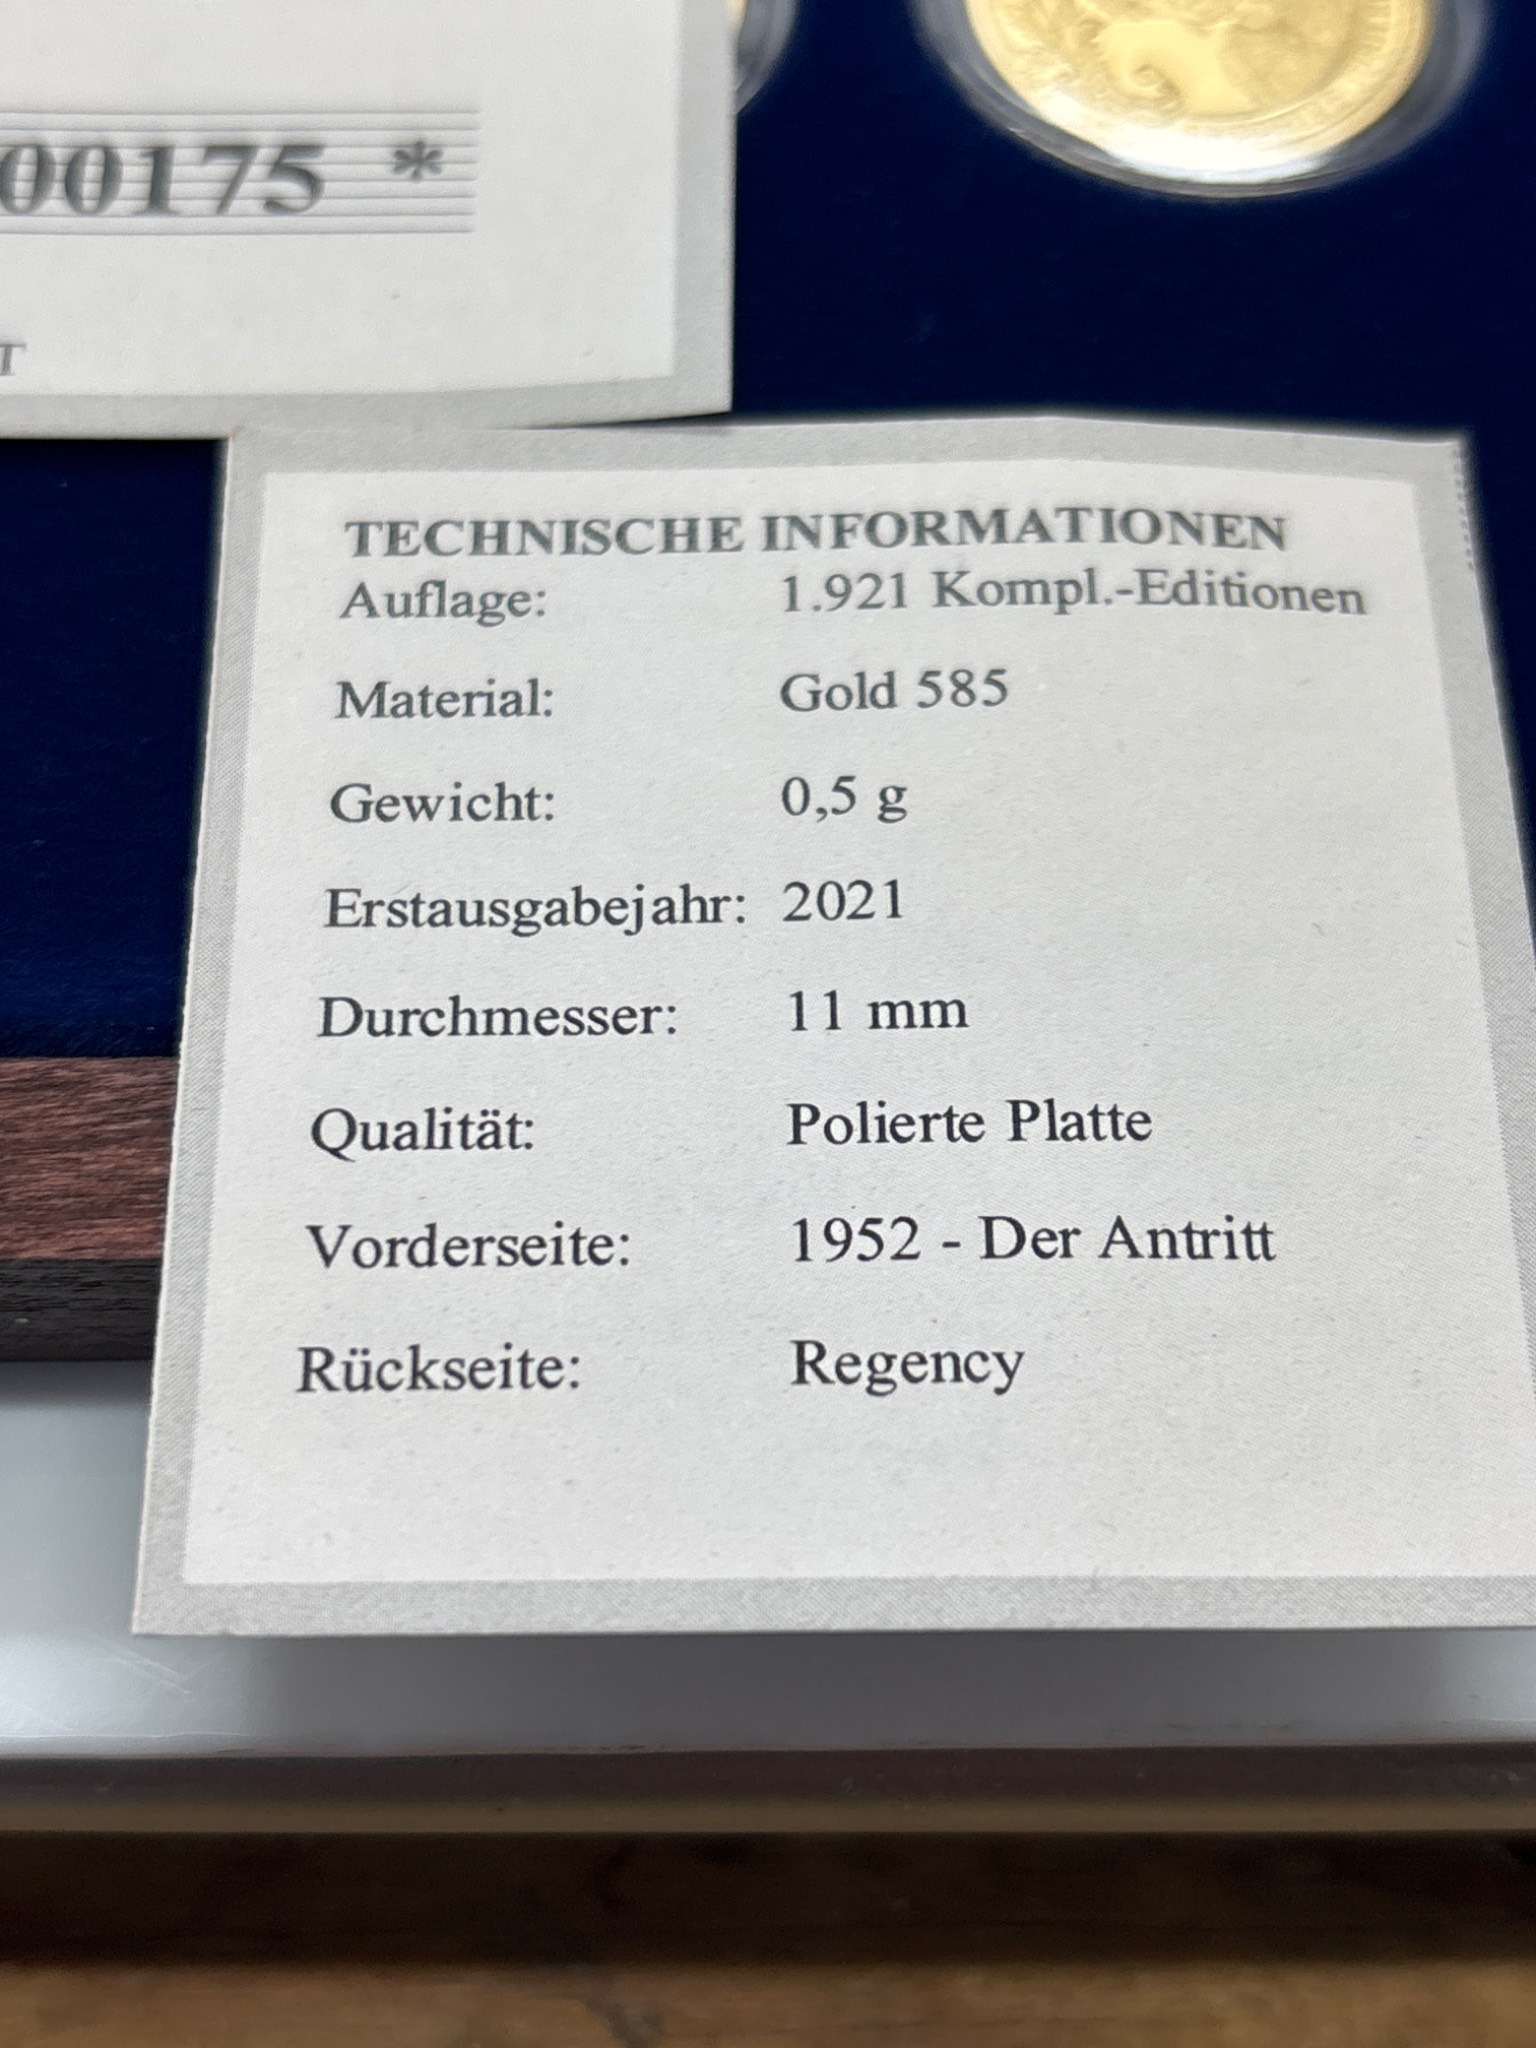 00175 *
T
TECHNISCHE INFORMATIONEN
Auflage: 1.921 Kompl.-Editionen
Material: Gold 585
Gewicht: 0,5 g
Erstausgabejahr: 2021
Durchmesser: 11 mm
Qualität: Polierte Platte
Vorderseite: 1952 - Der Antritt
Rückseite: Regency